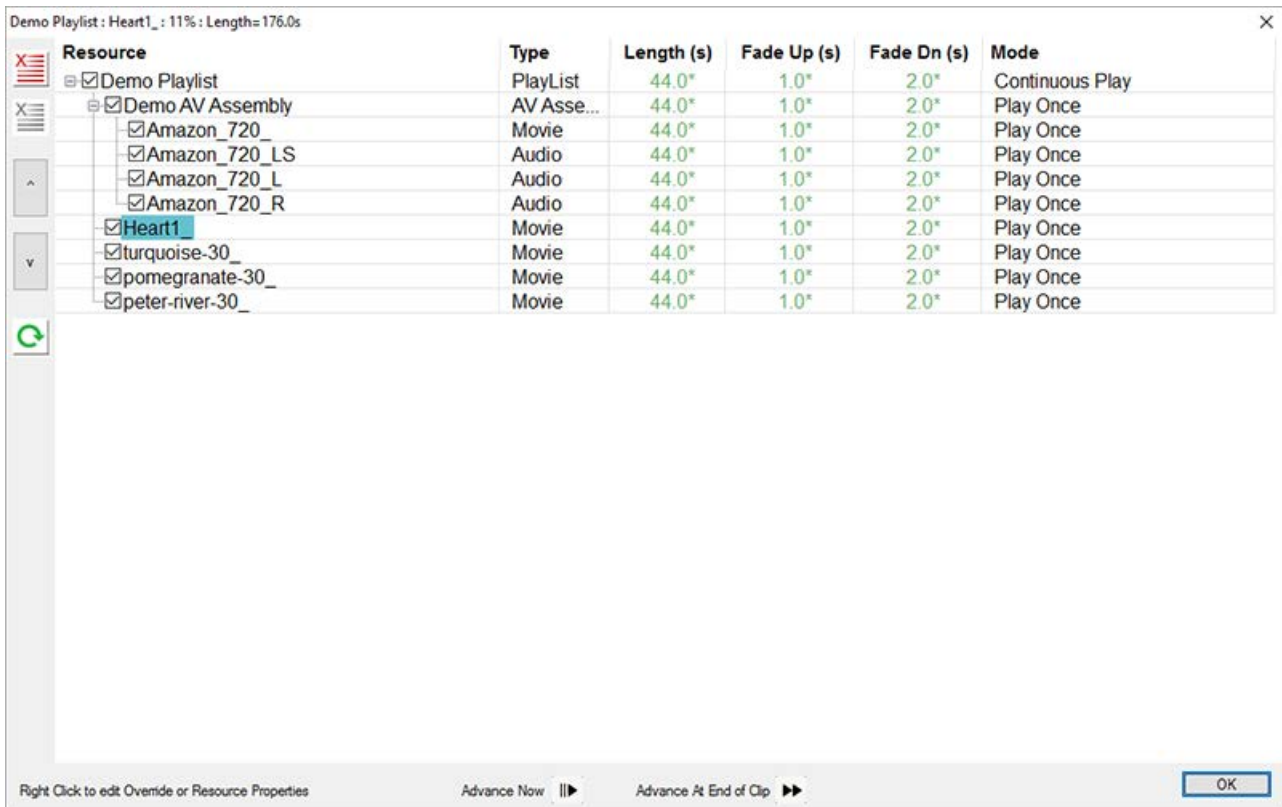 Demo Playlist : Heart1_ : 11% : Length=176.0s
Resource Type Length (s) Fade Up (s) Fade Dn (s) Mode
Demo Playlist PlayList 44.0* 1.0* 2.0* Continuous Play
Demo AV Assembly AV Asse... 44.0* 1.0* 2.0* Play Once
Amazon_720_ Movie 44.0* 1.0* 2.0* Play Once
Amazon_720_LS Audio 44.0* 1.0* 2.0* Play Once
Amazon_720_L Audio 44.0* 1.0* 2.0* Play Once
Amazon_720_R Audio 44.0* 1.0* 2.0* Play Once
Heart1_ Movie 44.0* 1.0* 2.0* Play Once
turquoise-30_ Movie 44.0* 1.0* 2.0* Play Once
pomegranate-30_ Movie 44.0* 1.0* 2.0* Play Once
peter-river-30_ Movie 44.0* 1.0* 2.0* Play Once
Right Click to edit Override or Resource Properties Advance Now Advance At End of Clip OK